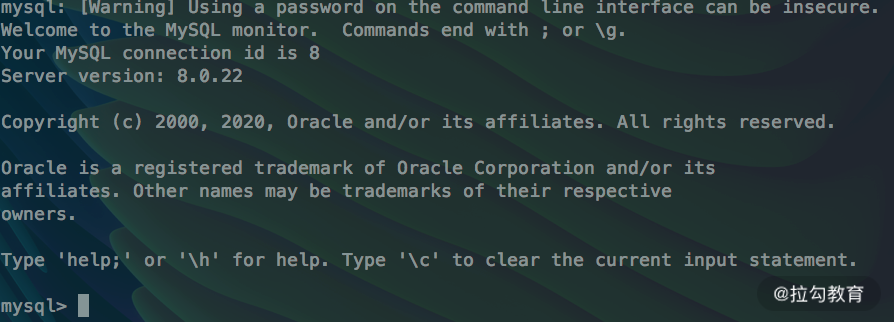 mysql: [Warning] Using a password on the command line interface can be insecure.
Welcome to the MySQL monitor.  Commands end with ; or \g.
Your MySQL connection id is 8
Server version: 8.0.22
Copyright (c) 2000, 2020, Oracle and/or its affiliates. All rights reserved.
Oracle is a registered trademark of Oracle Corporation and/or its
affiliates. Other names may be trademarks of their respective
owners.
Type 'help;' or '\h' for help. Type '\c' to clear the current input statement.
mysql>
@拉勾教育